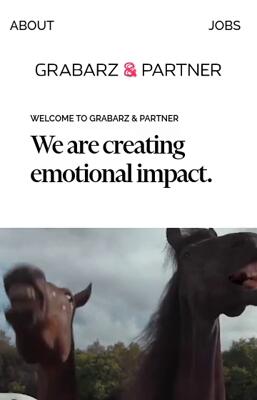 ABOUT JOBS
GRABARZ & PARTNER
WELCOME TO GRABARZ & PARTNER
We are creating
emotional impact.